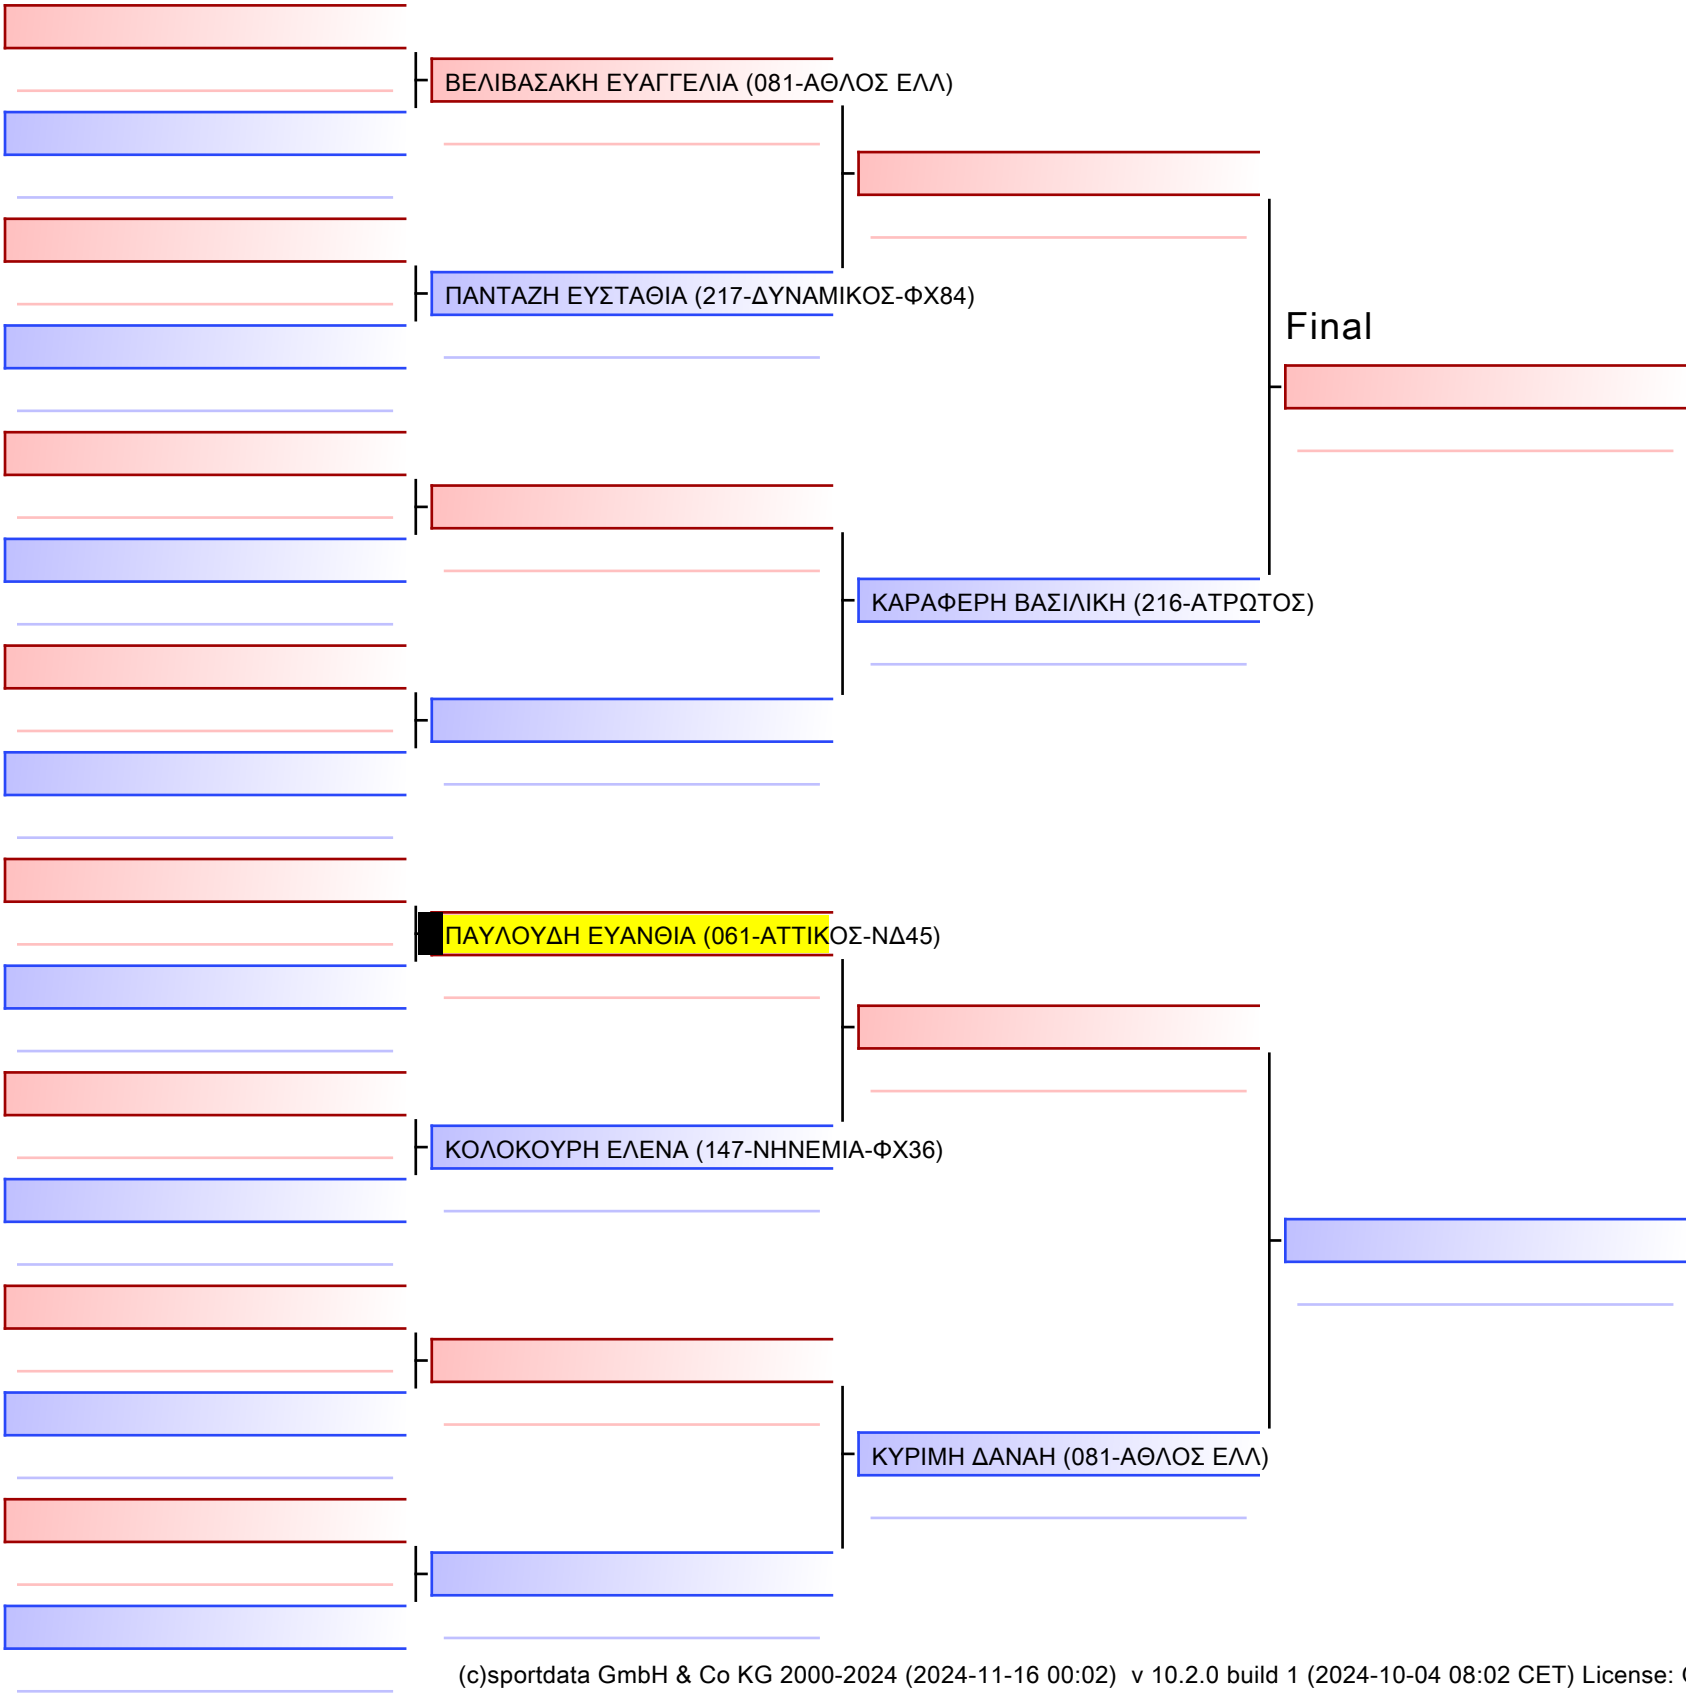 ΒΕΛΙΒΑΣΑΚΗ ΕΥΑΓΓΕΛΙΑ (081-ΑΘΛΟΣ ΕΛΛ)
ΠΑΝΤΑΖΗ ΕΥΣΤΑΘΙΑ (217-ΔΥΝΑΜΙΚΟΣ-ΦΧ84)
Final
ΚΑΡΑΦΕΡΗ ΒΑΣΙΛΙΚΗ (216-ΑΤΡΩΤΟΣ)
ΠΑΥΛΟΥΔΗ ΕΥΑΝΘΙΑ (061-ΑΤΤΙΚΟΣ-ΝΔ45)
ΚΟΛΟΚΟΥΡΗ ΕΛΕΝΑ (147-ΝΗΝΕΜΙΑ-ΦΧ36)
ΚΥΡΙΜΗ ΔΑΝΑΗ (081-ΑΘΛΟΣ ΕΛΛ)
(c)sportdata GmbH & Co KG 2000-2024 (2024-11-16 00:02) v 10.2.0 build 1 (2024-10-04 08:02 CET) License: